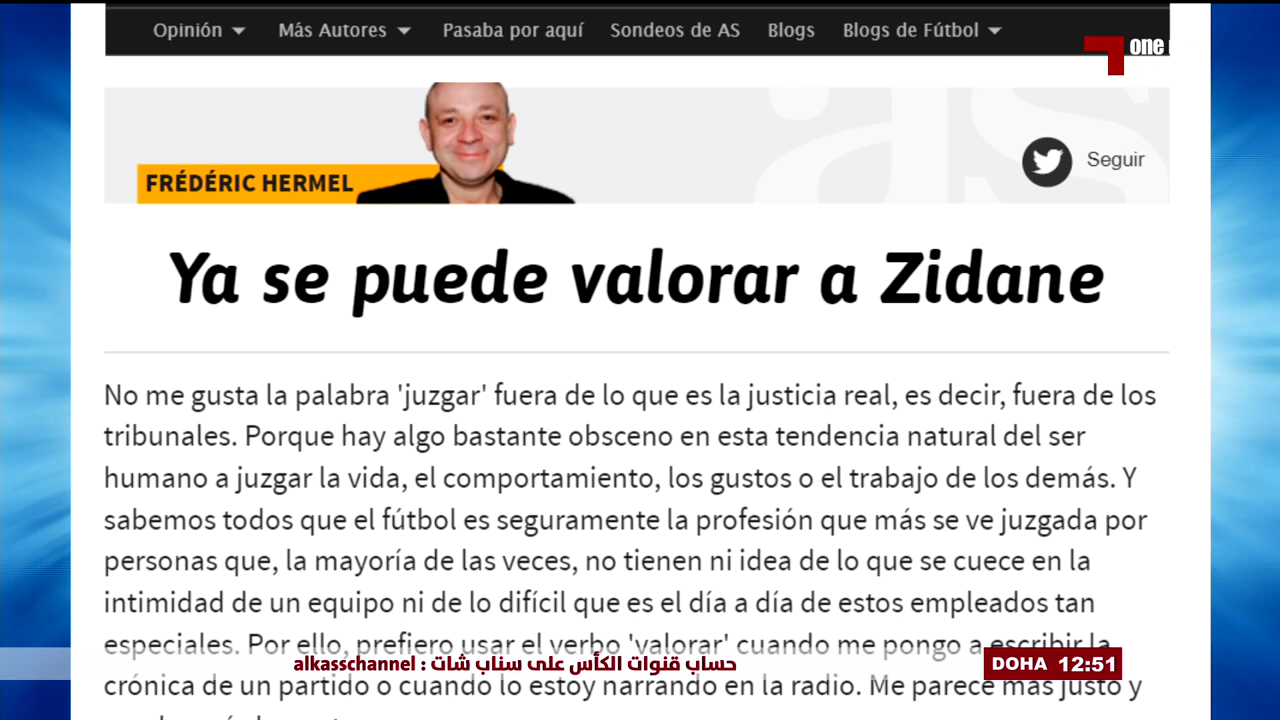 Opinión Más Autores Pasaba por aquí Sondeos de AS Blogs Blogs de Fútbol
one
as
FRÉDÉRIC HERMEL
Seguir
Ya se puede valorar a Zidane
No me gusta la palabra 'juzgar' fuera de lo que es la justicia real, es decir, fuera de los
tribunales. Porque hay algo bastante obsceno en esta tendencia natural del ser
humano a juzgar la vida, el comportamiento, los gustos o el trabajo de los demás. Y
sabemos todos que el fútbol es seguramente la profesión que más se ve juzgada por
personas que, la mayoría de las veces, no tienen ni idea de lo que se cuece en la
intimidad de un equipo ni de lo difícil que es el día a día de estos empleados tan
especiales. Por ello, prefiero usar el verbo 'valorar' cuando me pongo a escribir la
حساب قنوات الكأس على سناب شات : alkasschannel
DOHA 12:51
crónica de un partido o cuando lo estoy narrando en la radio. Me parece más justo y